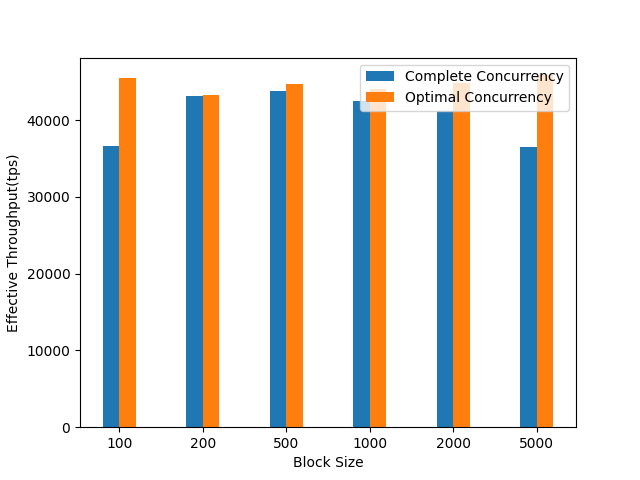 Complete Concurrency
Optimal Concurrency
40000
30000
20000
10000
0
Effective Throughput(tps)
100 200 500 1000 2000 5000
Block Size